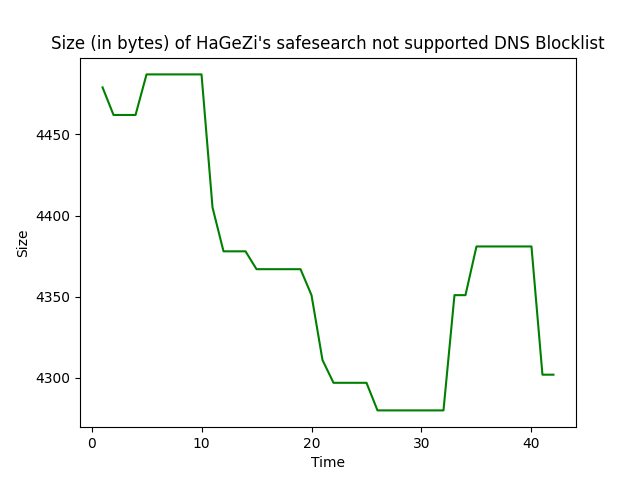 Size (in bytes) of HaGeZi's safesearch not supported DNS Blocklist
4450
4400
4350
4300
Size
0 10 20 30 40
Time